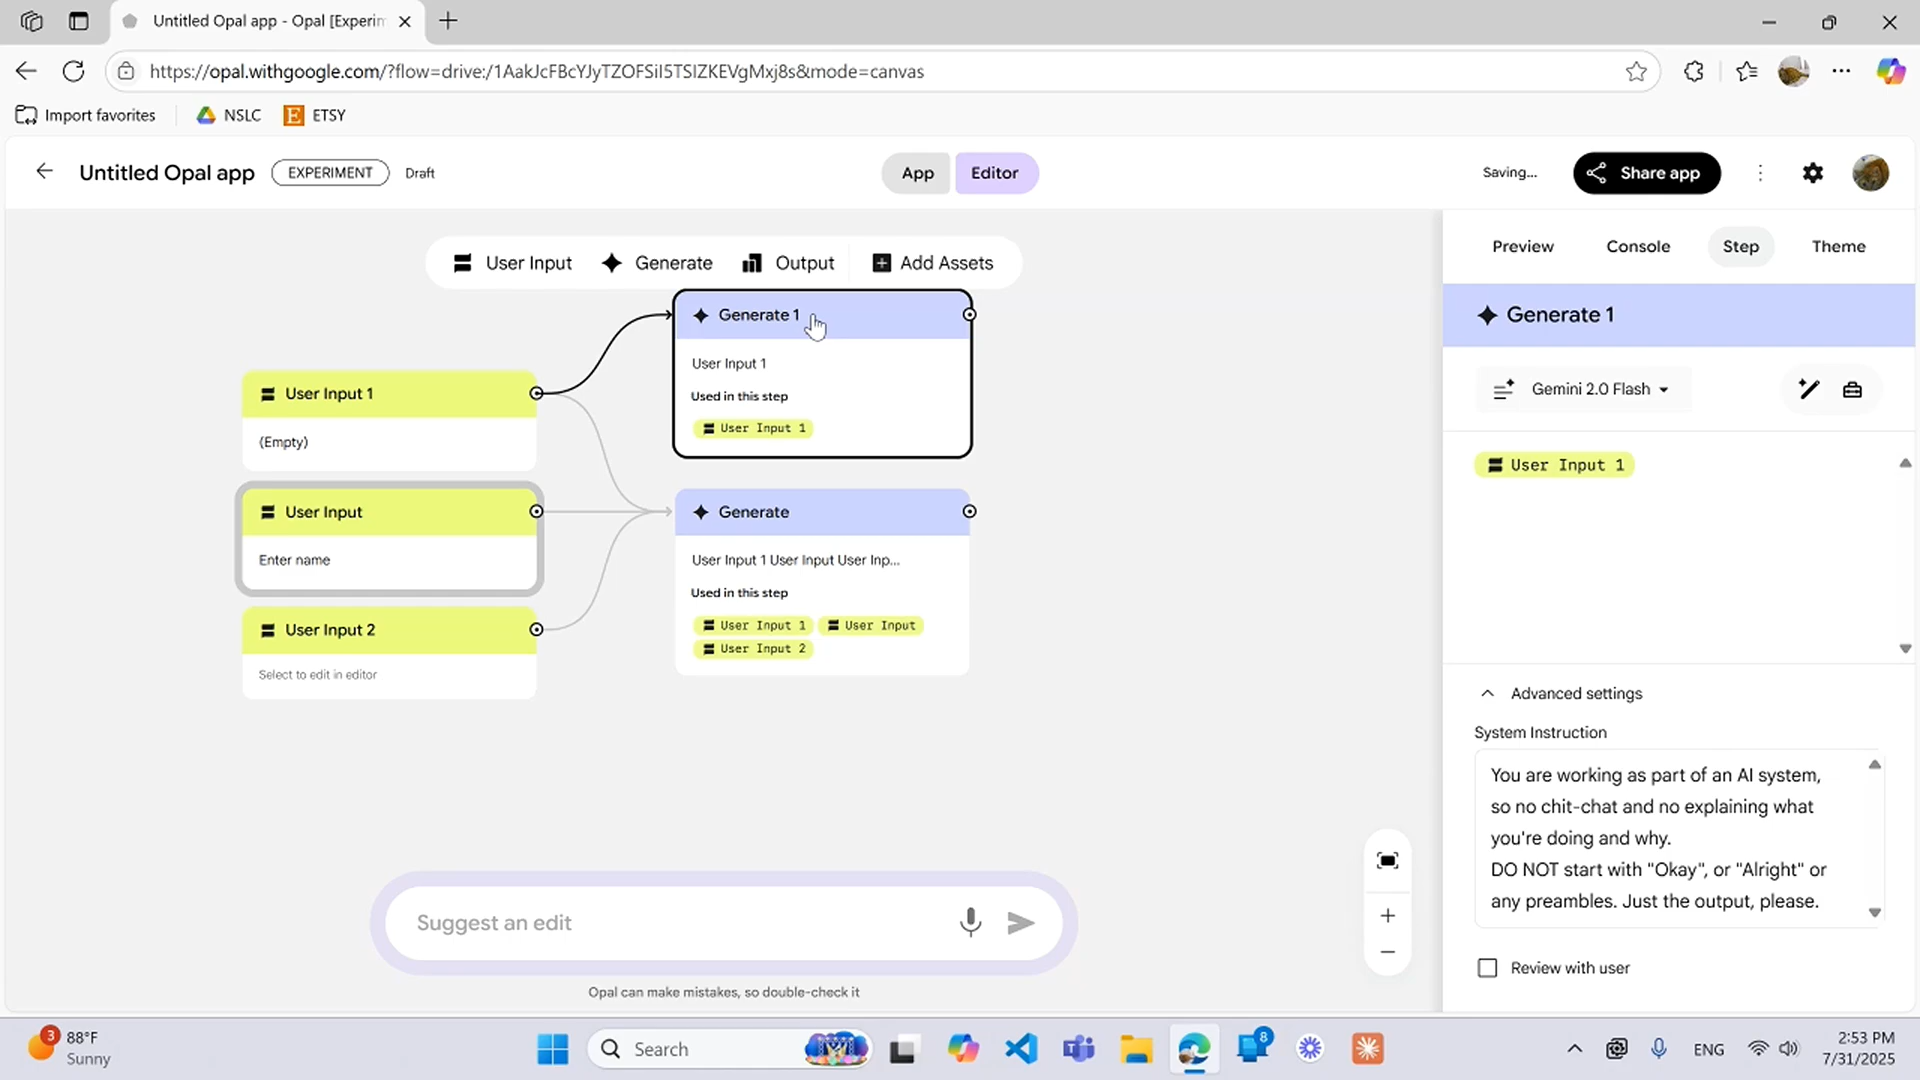 Untitled Opal app - Opal [Experim
https://opal.withgoogle.com/?flow=drive:/1AakJcFBcYJyTZOFSiI5TSIZKEVgMxj8s&mode=canvas
Import favorites
NSLC
ETSY
Untitled Opal app
EXPERIMENT
Draft
App
Editor
Saving...
Share app
User Input
Generate
Output
Add Assets
Preview
Console
Step
Theme
Generate 1
User Input 1
Used in this step
User Input 1
User Input 1
(Empty)
User Input
Enter name
User Input 2
Select to edit in editor
Generate
User Input 1 User Input User Inp...
Used in this step
User Input 1
User Input
User Input 2
Generate 1
Gemini 2.0 Flash
User Input 1
Advanced settings
System Instruction
You are working as part of an AI system,
so no chit-chat and no explaining what
you're doing and why.
DO NOT start with "Okay", or "Alright" or
any preambles. Just the output, please.
Review with user
Suggest an edit
Opal can make mistakes, so double-check it
3
88°F
Sunny
Search
8
ENG
2:53 PM
7/31/2025